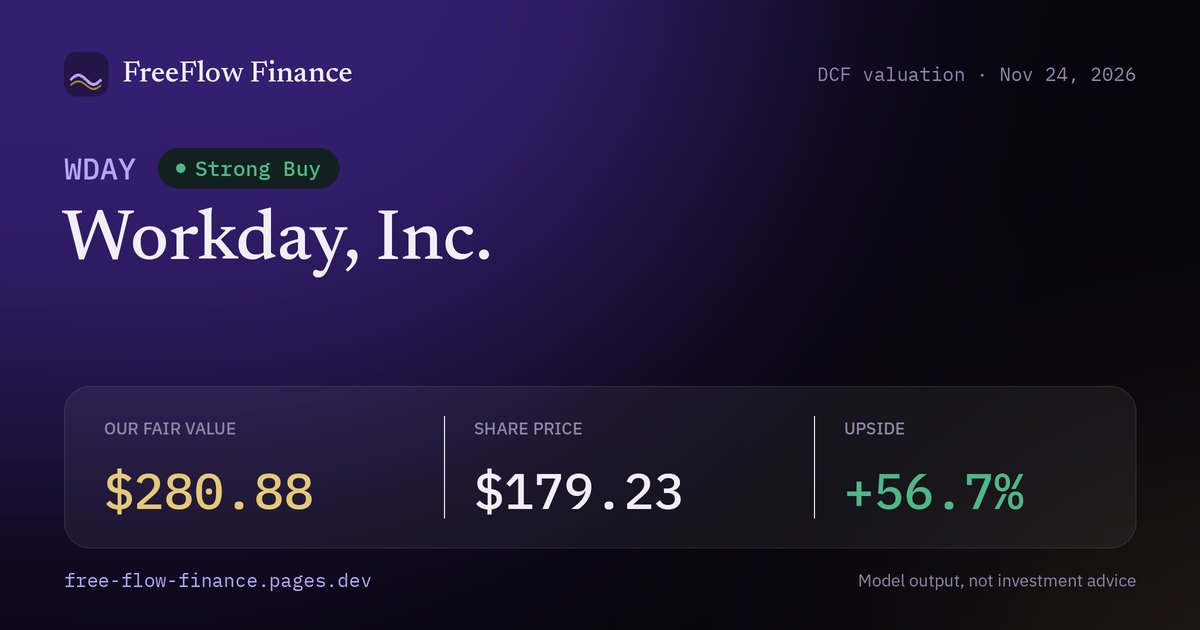 FreeFlow Finance
DCF valuation · Nov 24, 2026
WDAY
Strong Buy
Workday, Inc.
OUR FAIR VALUE
$280.88
SHARE PRICE
$179.23
UPSIDE
+56.7%
free-flow-finance.pages.dev
Model output, not investment advice